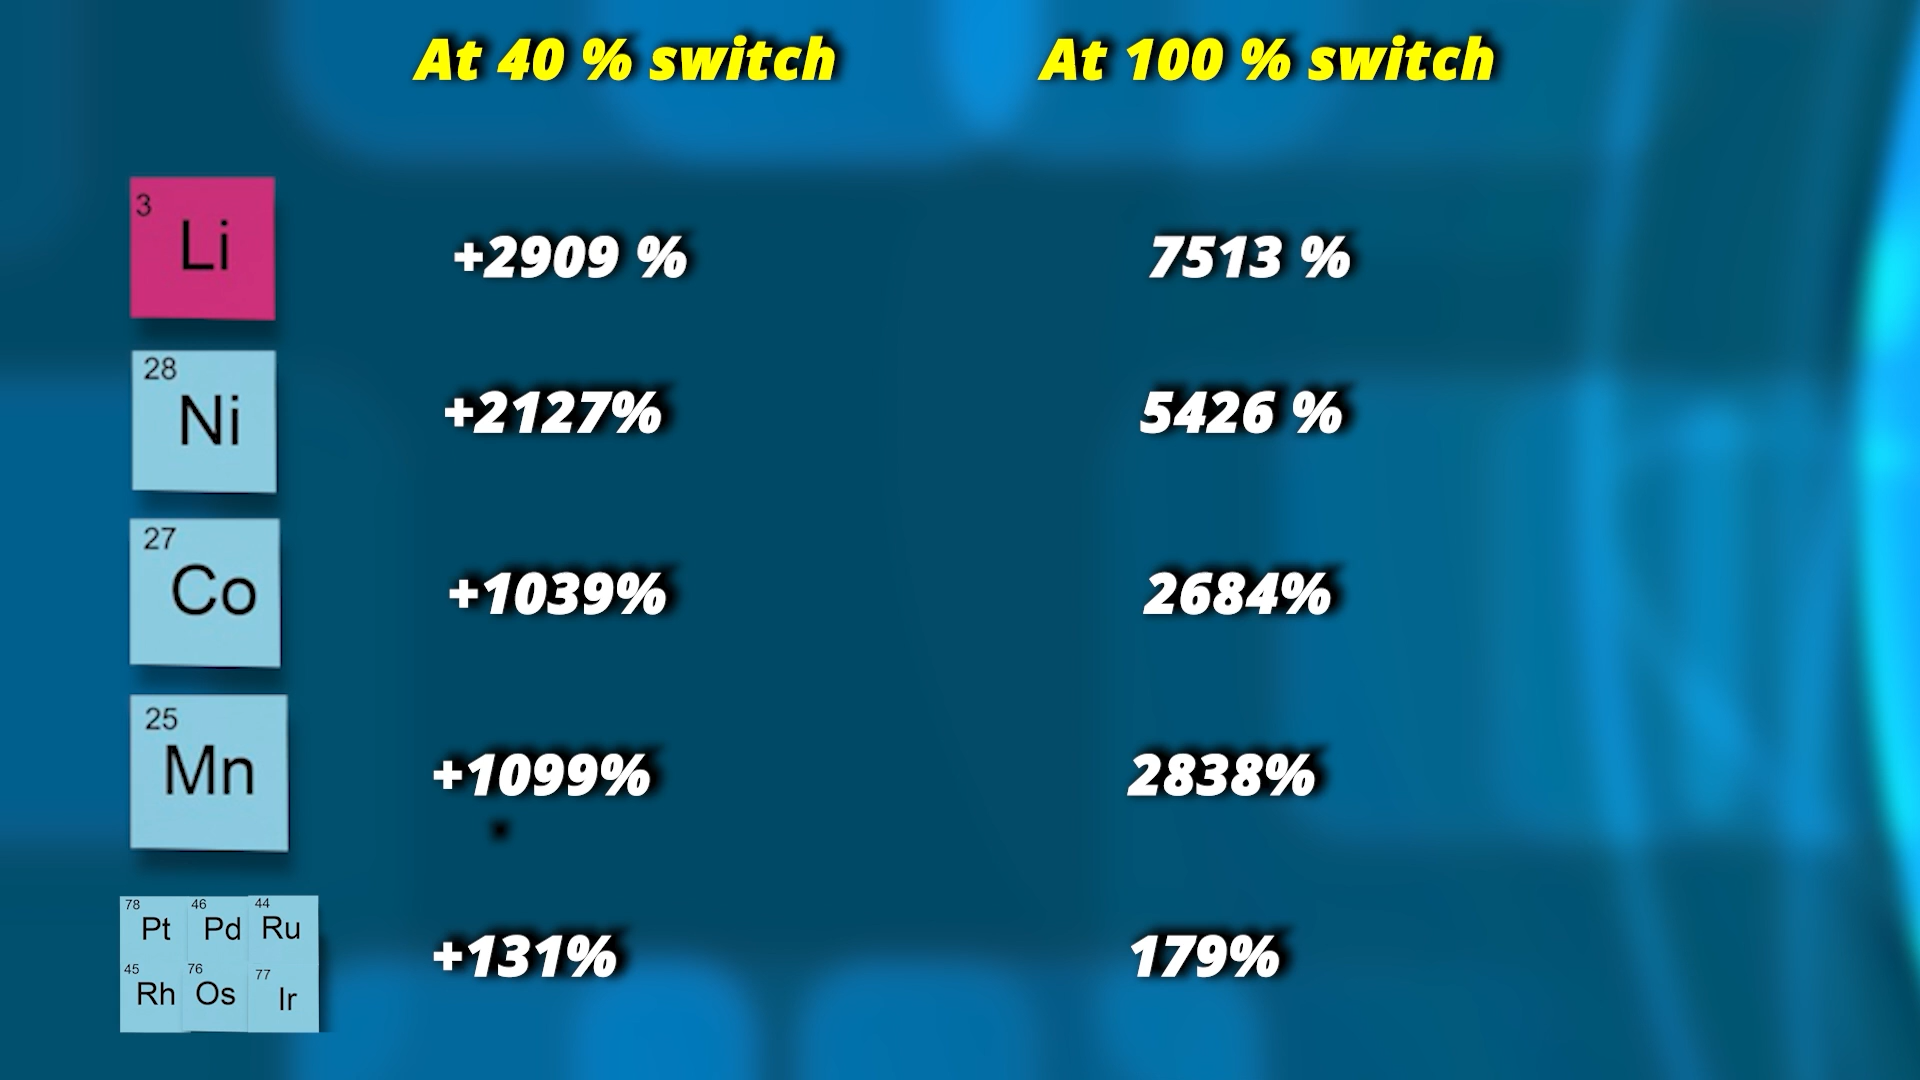 At 40 % switch At 100 % switch
3
Li +2909 % 7513 %
28
Ni +2127% 5426 %
27
Co +1039% 2684%
25
Mn +1099% 2838%
78 46 44
Pt Pd Ru
+131% 179%
45 76 77
Rh Os Ir